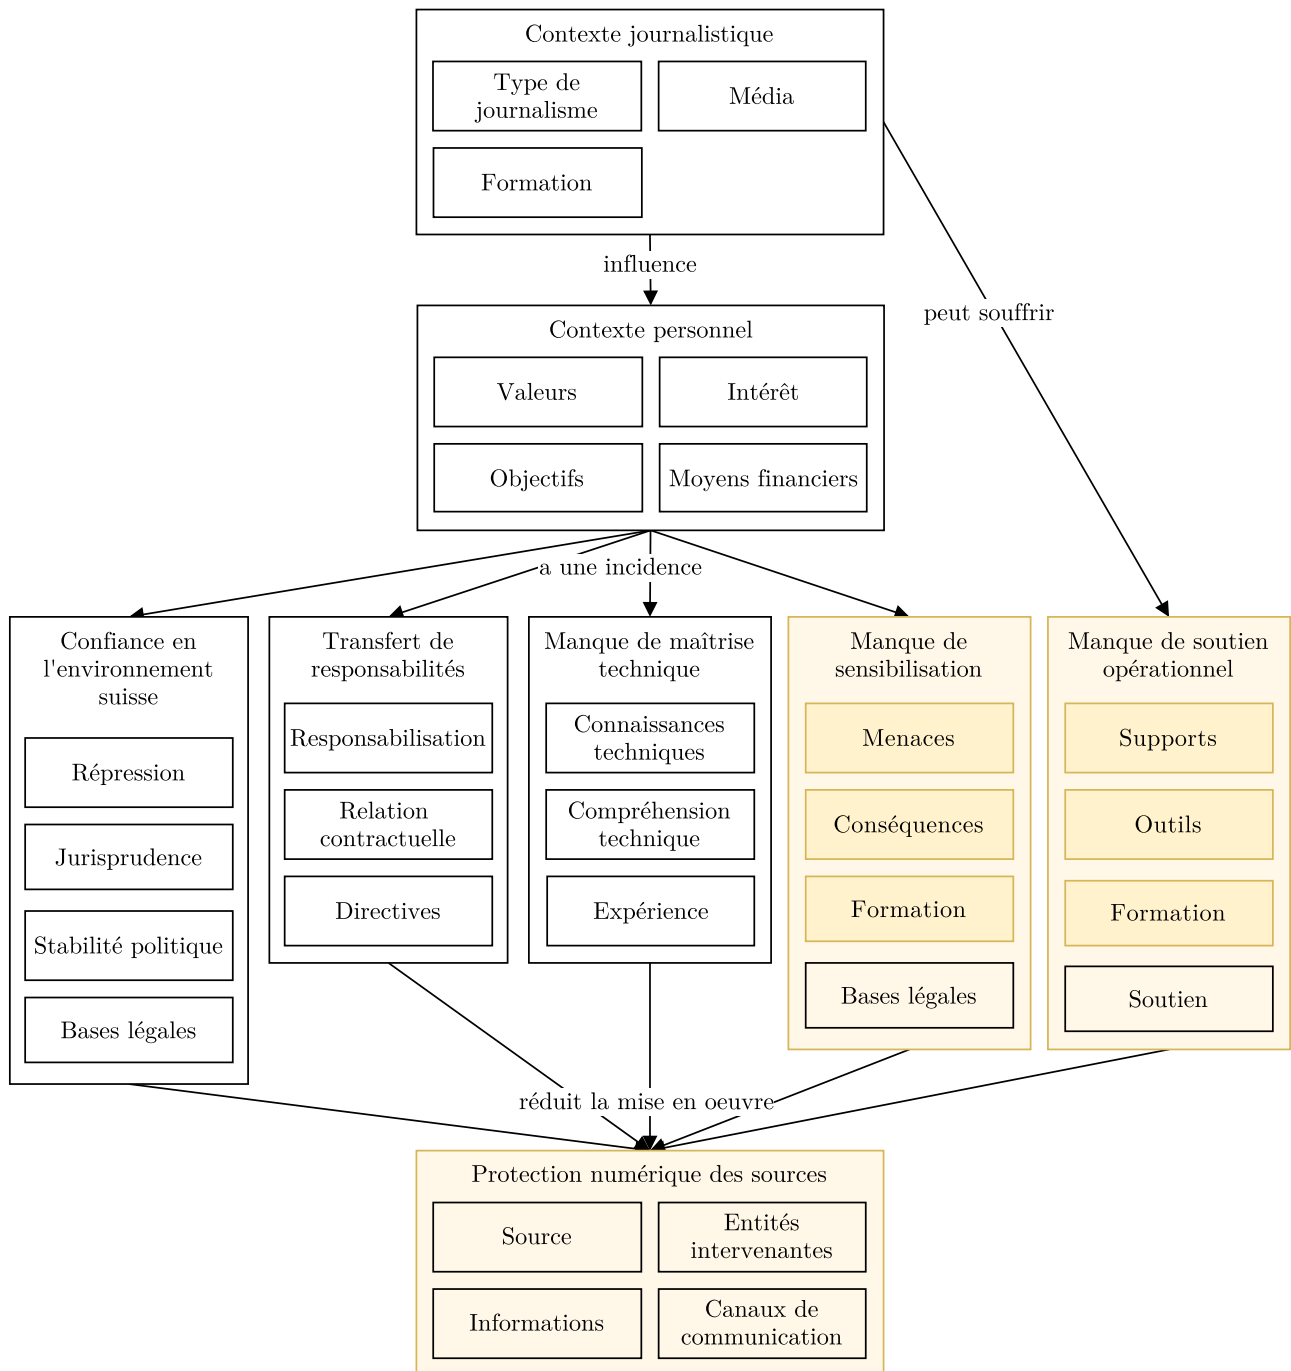 Contexte journalistique
Type de
journalisme
Média
Formation
influence
peut souffrir
Contexte personnel
Valeurs
Intérêt
Objectifs
Moyens financiers
a une incidence
Confiance en
l'environnement
suisse
Répression
Jurisprudence
Stabilité politique
Bases légales
Transfert de
responsabilités
Responsabilisation
Relation
contractuelle
Directives
Manque de maîtrise
technique
Connaissances
techniques
Compréhension
technique
Expérience
Manque de
sensibilisation
Menaces
Conséquences
Formation
Bases légales
Manque de soutien
opérationnel
Supports
Outils
Formation
Soutien
réduit la mise en oeuvre
Protection numérique des sources
Source
Entités
intervenantes
Informations
Canaux de
communication